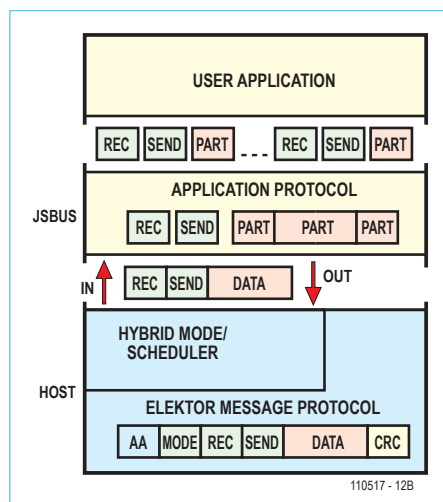 USER APPLICATION
REC SEND PART - - - REC SEND PART
APPLICATION PROTOCOL
JSBUS
REC SEND PART PART PART
IN REC SEND DATA OUT
HYBRID MODE/
SCHEDULER
HOST
ELEKTOR MESSAGE PROTOCOL
AA MODE REC SEND DATA CRC
110517 - 12B